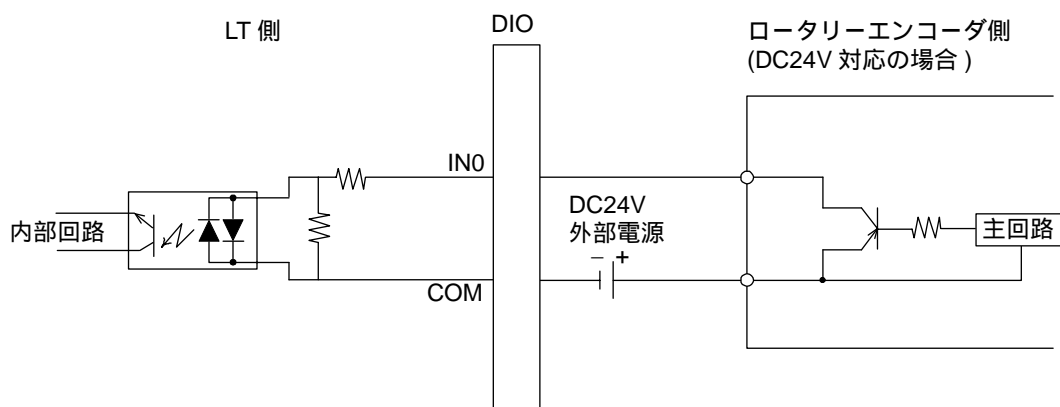 LT 側
DIO
ロータリーエンコーダ側
(DC24V 対応の場合 )
IN0
DC24V
外部電源
− +
内部回路
主回路
COM